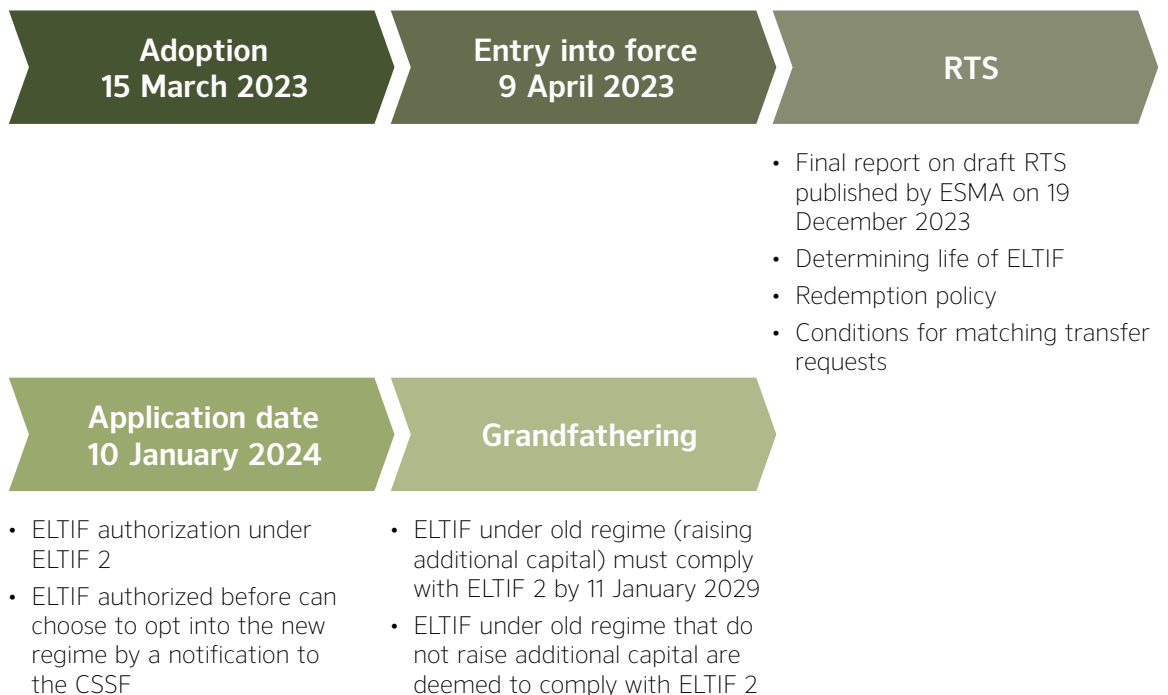 Adoption
15 March 2023
Entry into force
9 April 2023
RTS
• Final report on draft RTS
published by ESMA on 19
December 2023
• Determining life of ELTIF
• Redemption policy
• Conditions for matching transfer
requests
Application date
10 January 2024
Grandfathering
• ELTIF authorization under
ELTIF 2
• ELTIF authorized before can
choose to opt into the new
regime by a notification to
the CSSF
• ELTIF under old regime (raising
additional capital) must comply
with ELTIF 2 by 11 January 2029
• ELTIF under old regime that do
not raise additional capital are
deemed to comply with ELTIF 2